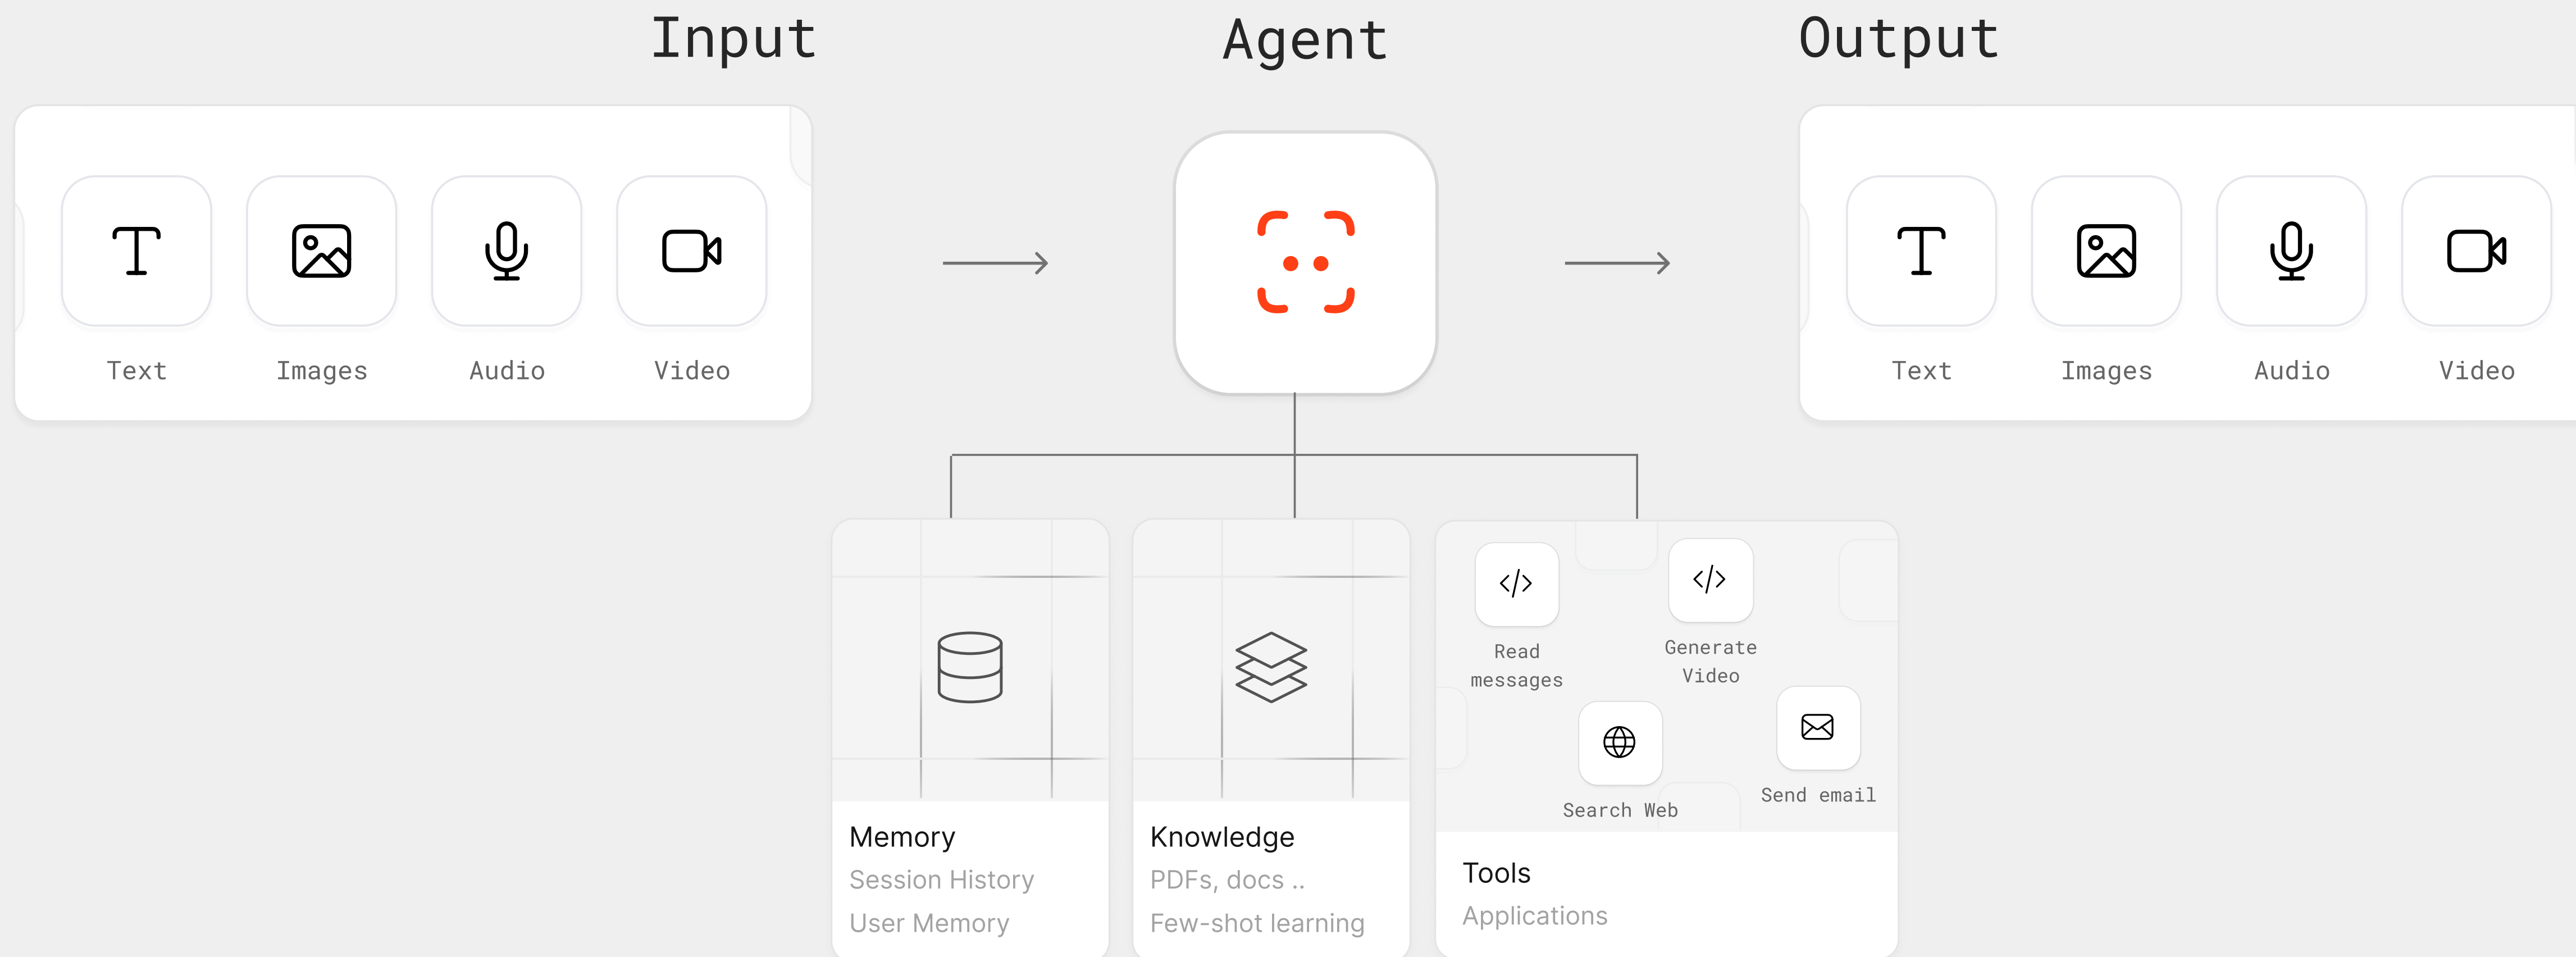 Input
Agent
Output
Text
Images
Audio
Video
Text
Images
Audio
Video
Read
messages
Generate
Video
Search Web
Send email
Memory
Session History
User Memory
Knowledge
PDFs, docs ..
Few-shot learning
Tools
Applications